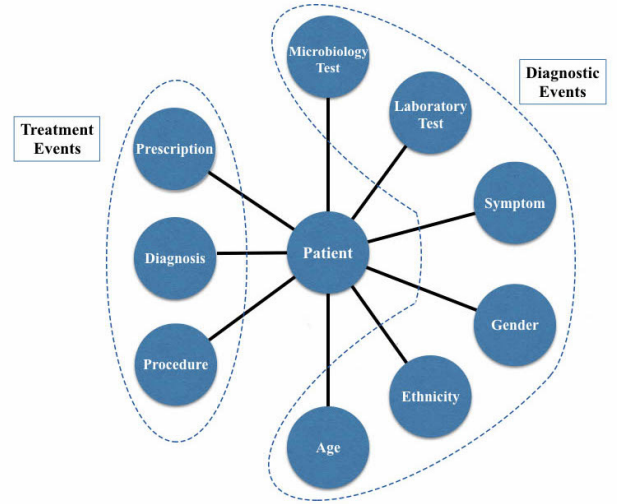 Microbiology
Test
Diagnostic
Events
Laboratory
Test
Treatment
Events
Prescription
Symptom
Patient
Diagnosis
Gender
Procedure
Ethnicity
Age